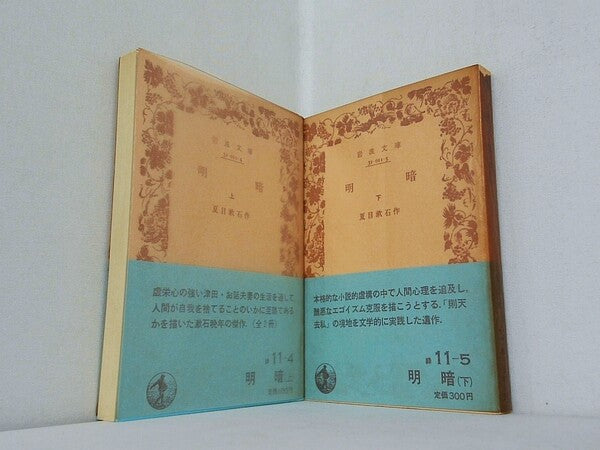 岩波文庫
31-011-4
明 暗
上
夏目漱石作
虚栄心の強い津田・お延夫妻の生活を通して
人間が自我を捨てることのいかに至難である
かを描いた漱石晩年の傑作.(全2冊)
緑 11-4
明 暗(上)
岩波文庫
31-011-5
明 暗
下
夏目漱石作
本格的な小説的虚構の中で人間心理を追及し,
醜悪なエゴイズム克服を描こうとする.「則天
去私」の境地を文学的に実践した遺作.
緑 11-5
明 暗(下)
定価300円